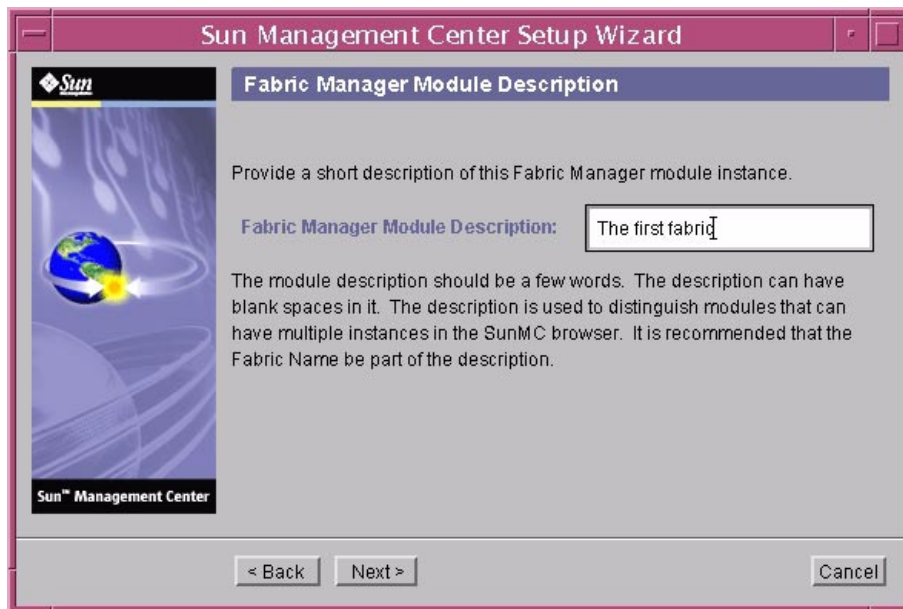 Sun Management Center Setup Wizard
Sun
Fabric Manager Module Description
Provide a short description of this Fabric Manager module instance.
Fabric Manager Module Description:
The first fabric
The module description should be a few words. The description can have
blank spaces in it. The description is used to distinguish modules that can
have multiple instances in the SunMC browser. It is recommended that the
Fabric Name be part of the description.
Sun™ Management Center
< Back
Next >
Cancel